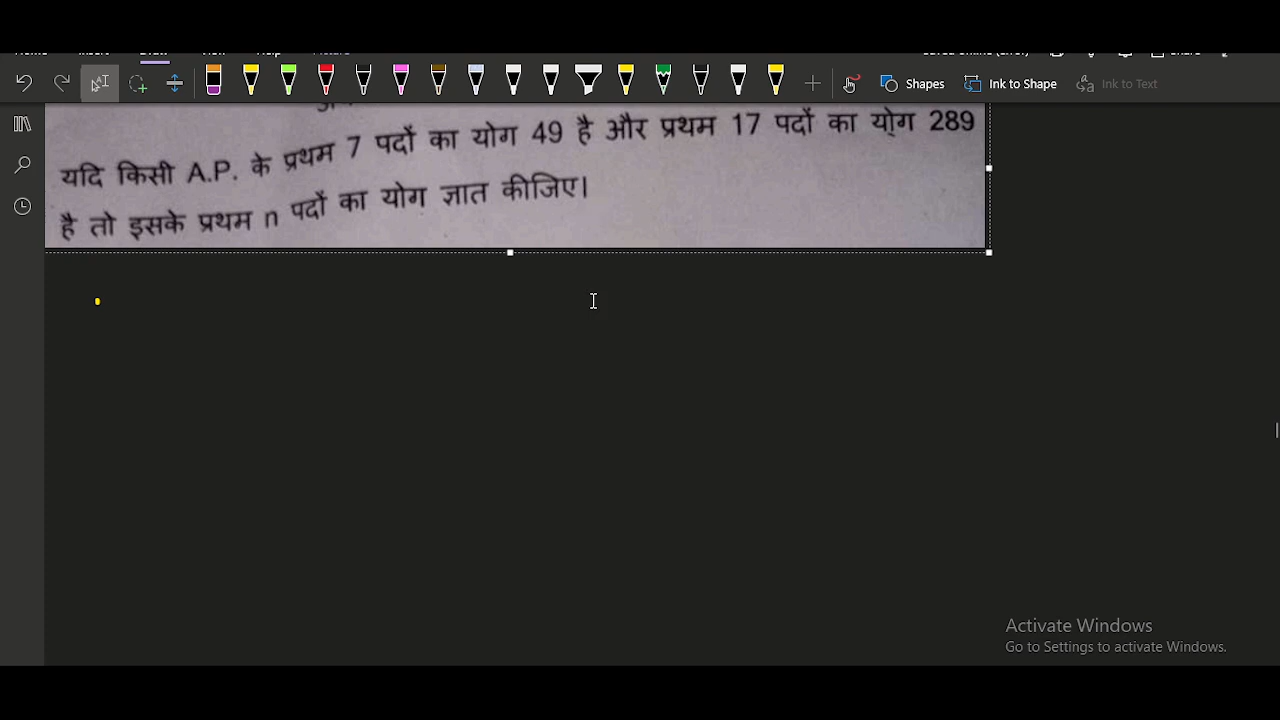 Ink to Shape
Shapes
Ink to Text
यदि किसी A.P. के प्रथम 7 पदों का योग 49 है और प्रथम 17 पदों का योग 289
है तो इसके प्रथम n पदों का योग ज्ञात कीजिए।
Activate Windows
Go to Settings to activate Windows.